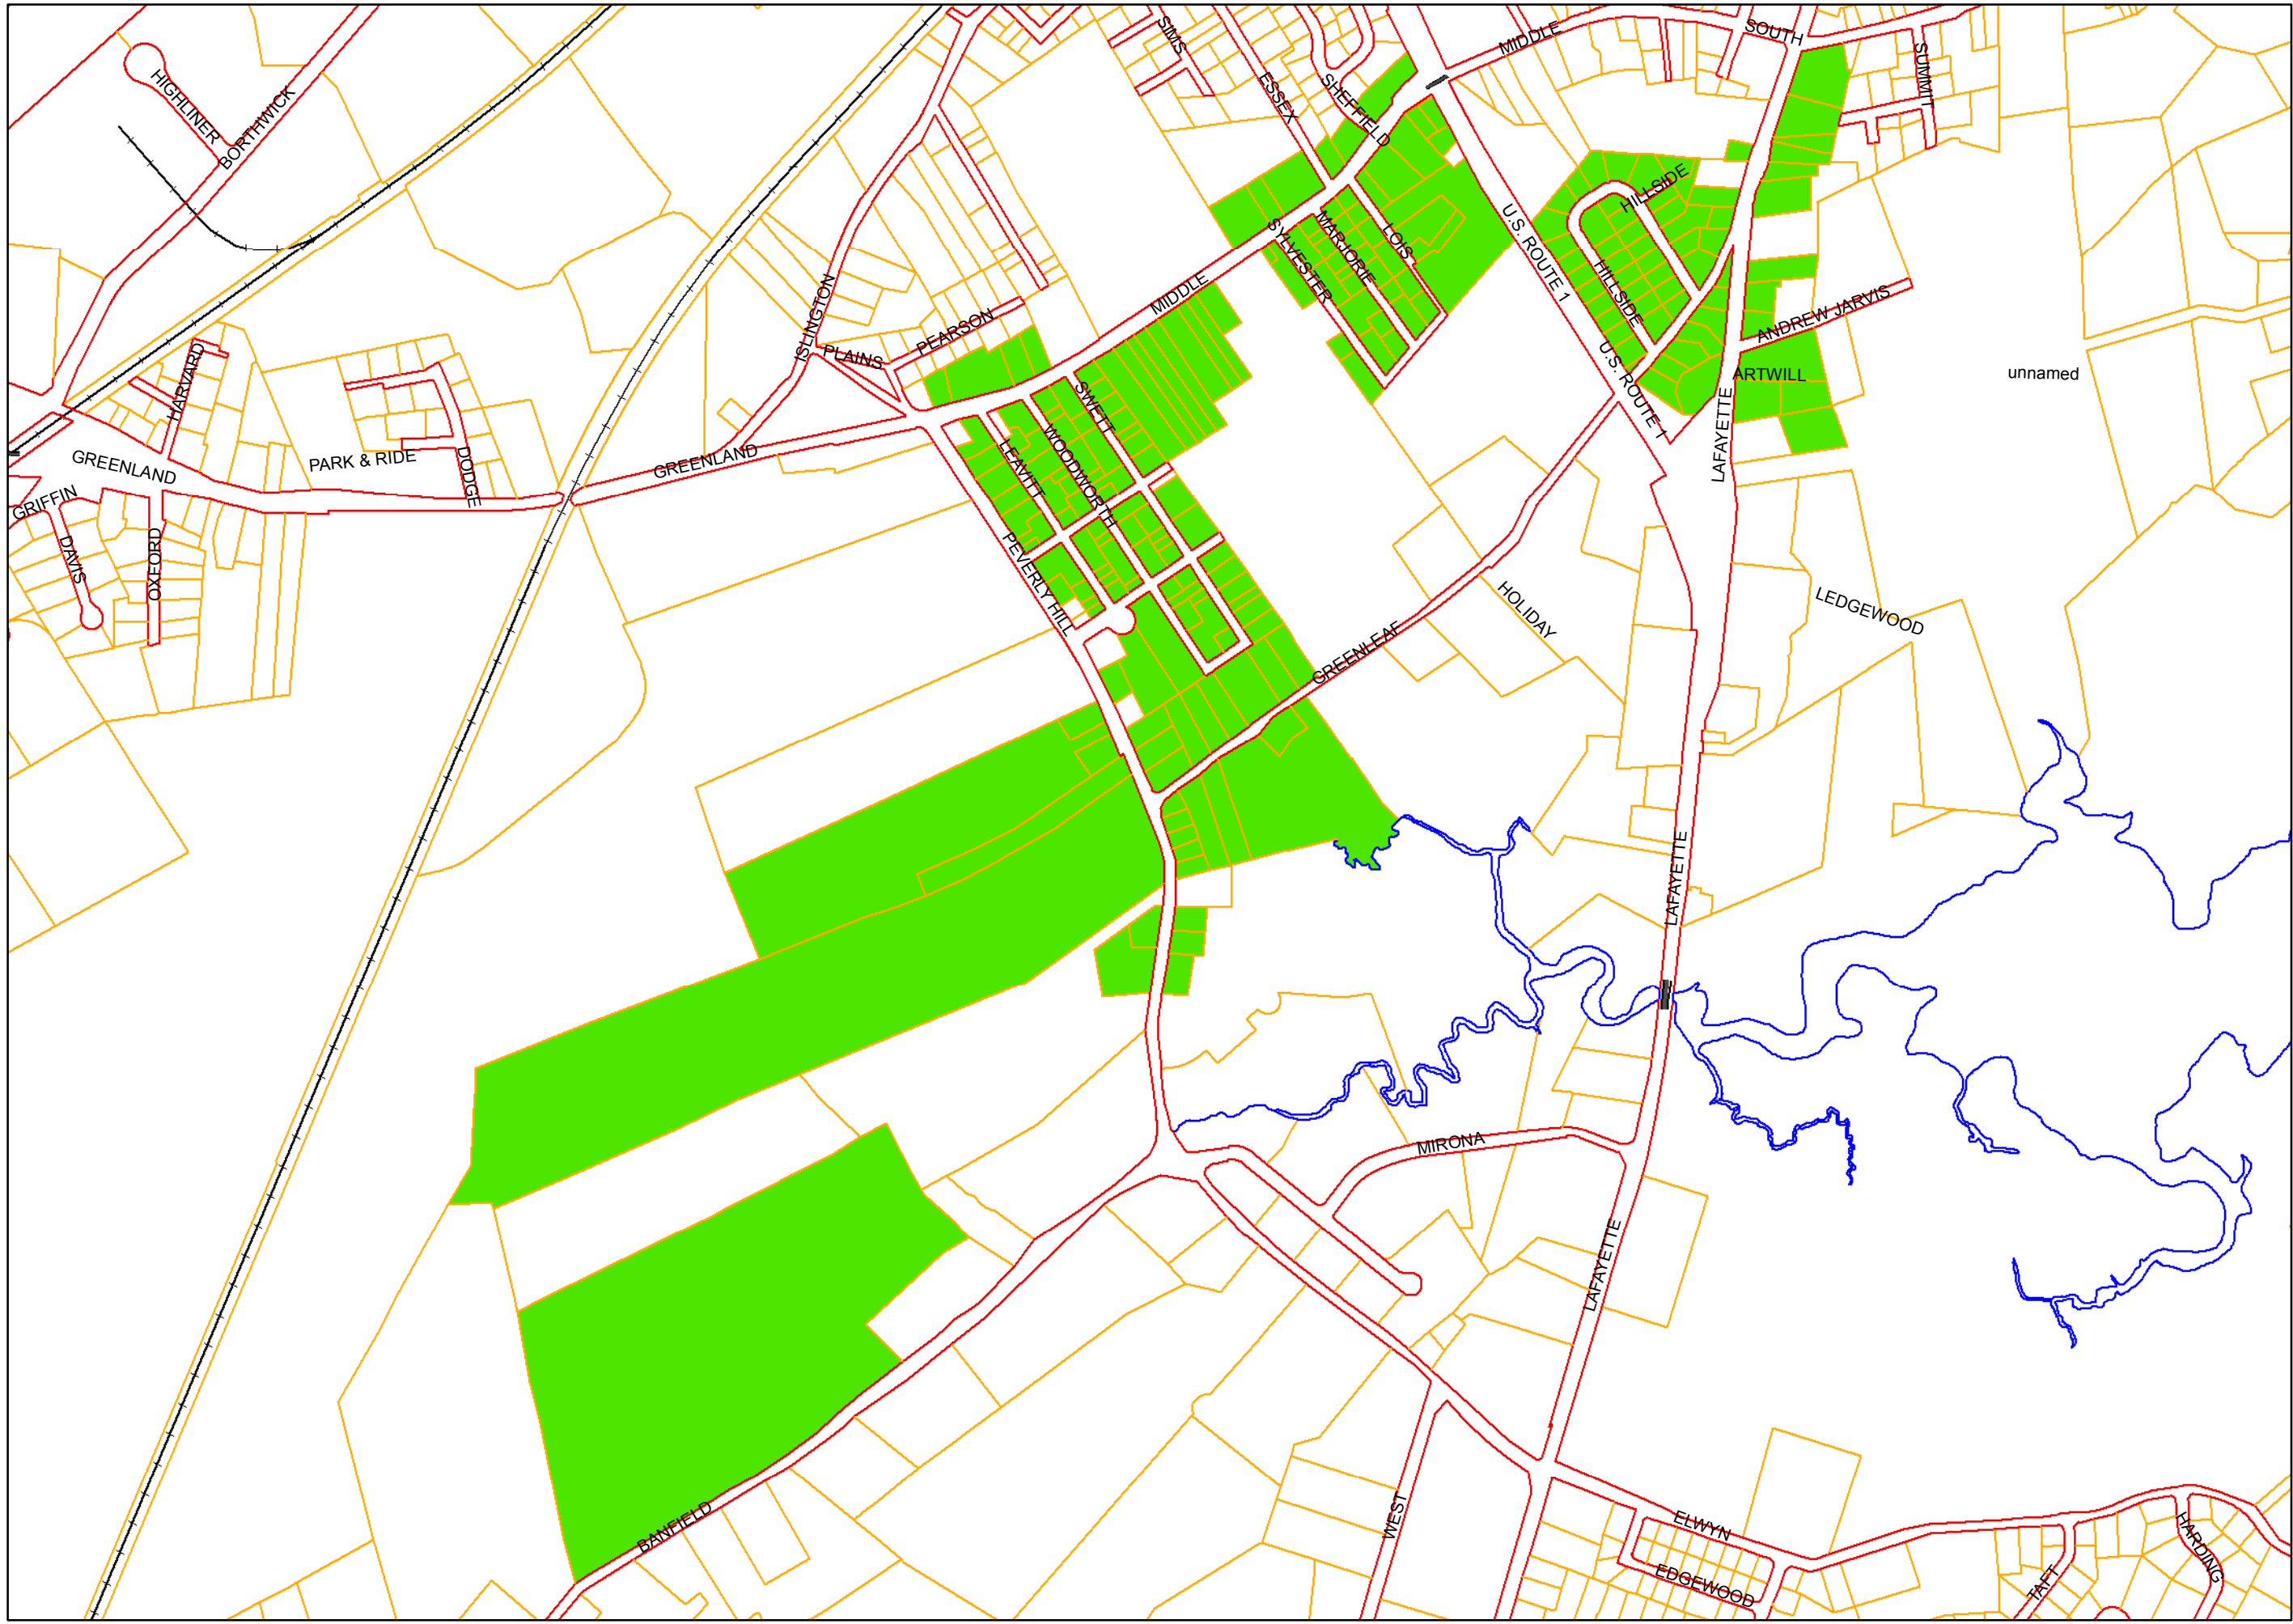 SIMS
MIDDLE
SOUTH
SUMMIT
HIGHLINER
BORTHWICK
ESSEX
SHEFFIELD
HILLSIDE
SYLVESTER
MARJORIE
LOIS
U.S. ROUTE 1
HILLSIDE
MIDDLE
ISLINGTON
PEARSON
PLAINS
ANDREW JARVIS
U.S. ROUTE 1
ARTWILL
unnamed
HARVARD
SWETT
LAFAYETTE
WOODWORTH
LEAVITT
GREENLAND
PARK & RIDE
DODGE
GREENLAND
GRIFFIN
DAVIS
OXFORD
PEVERLY HILL
HOLIDAY
LEDGEWOOD
GREENLEAF
LAFAYETTE
MIRONA
LAFAYETTE
BANFIELD
WEST
ELWYN
EDGEWOOD
TAFT
HARDING